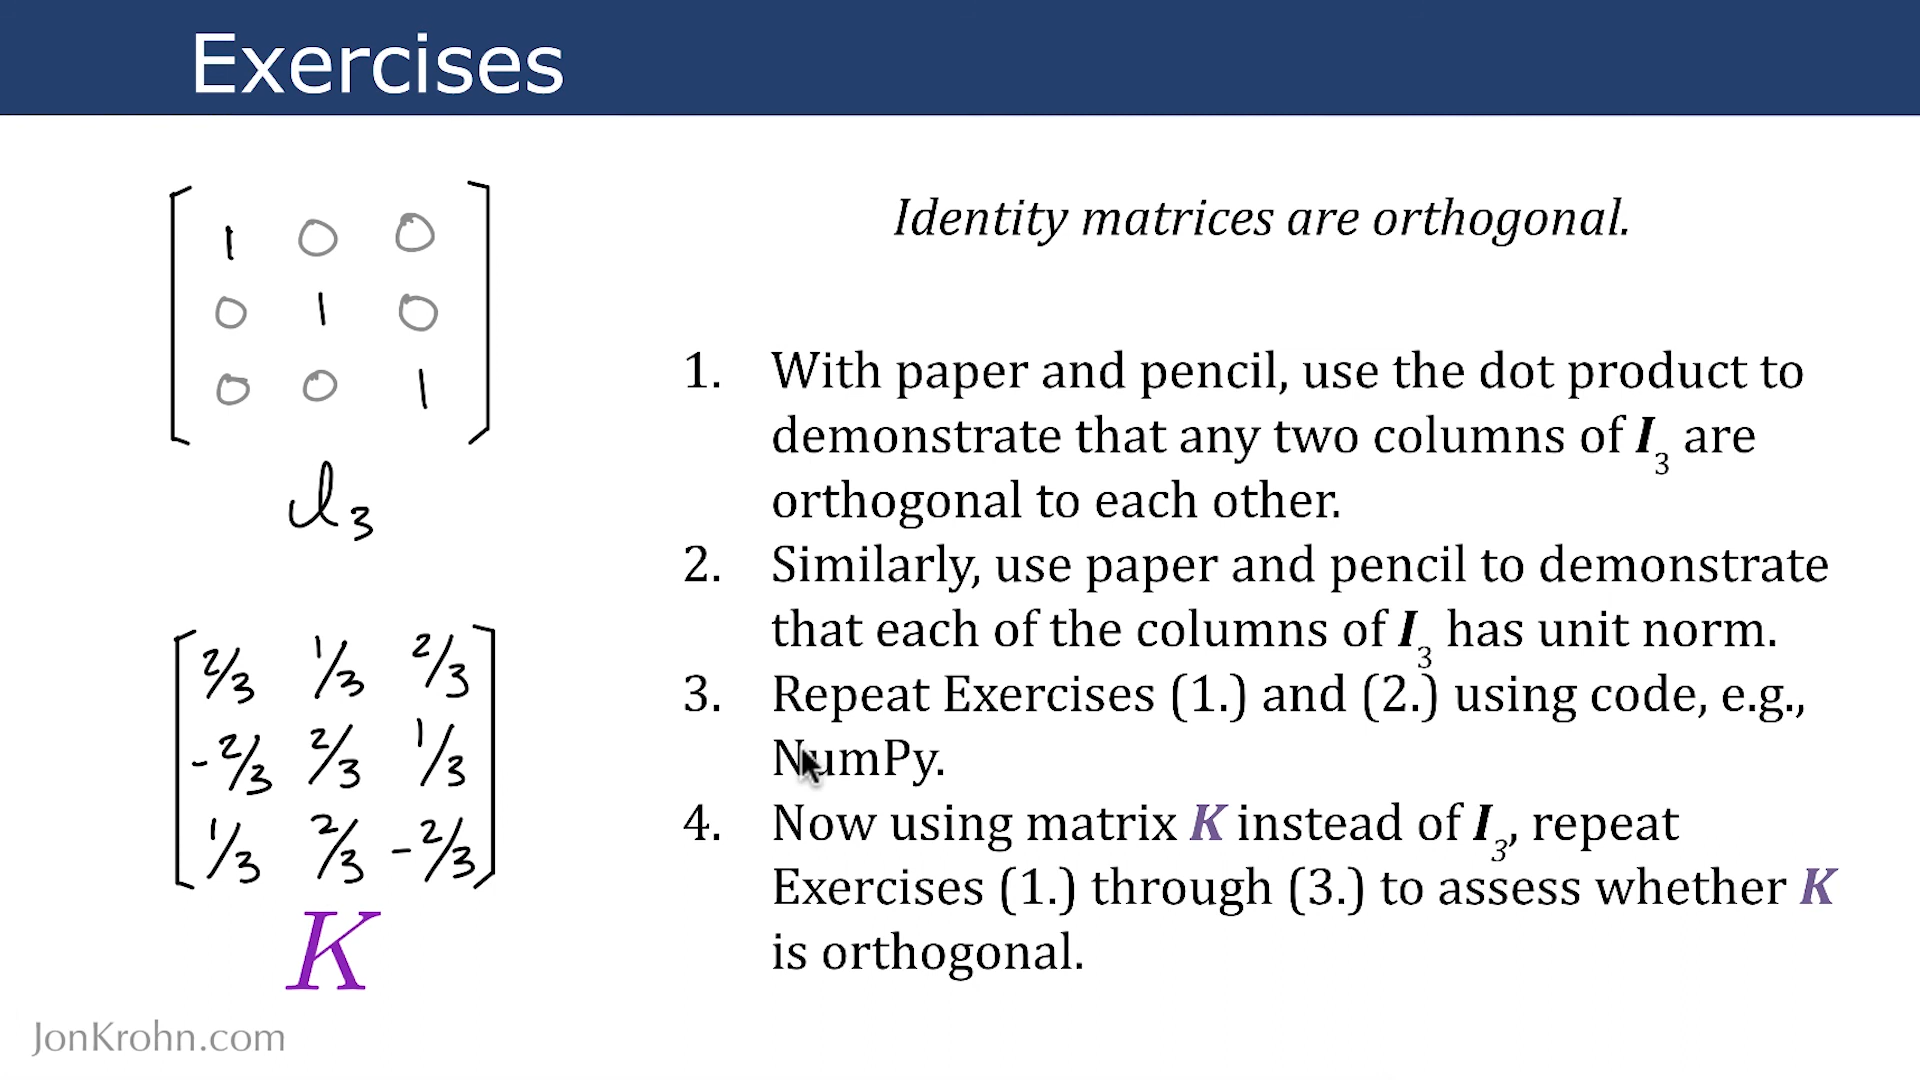 Exercises
1 0 0
0 1 0
0 0 1
I₃
2/3 1/3 2/3
-2/3 2/3 1/3
1/3 2/3 -2/3
K
Identity matrices are orthogonal.
1. With paper and pencil, use the dot product to
demonstrate that any two columns of I₃ are
orthogonal to each other.
2. Similarly, use paper and pencil to demonstrate
that each of the columns of I₃ has unit norm.
3. Repeat Exercises (1.) and (2.) using code, e.g.,
NumPy.
4. Now using matrix K instead of I₃, repeat
Exercises (1.) through (3.) to assess whether K
is orthogonal.
JonKrohn.com